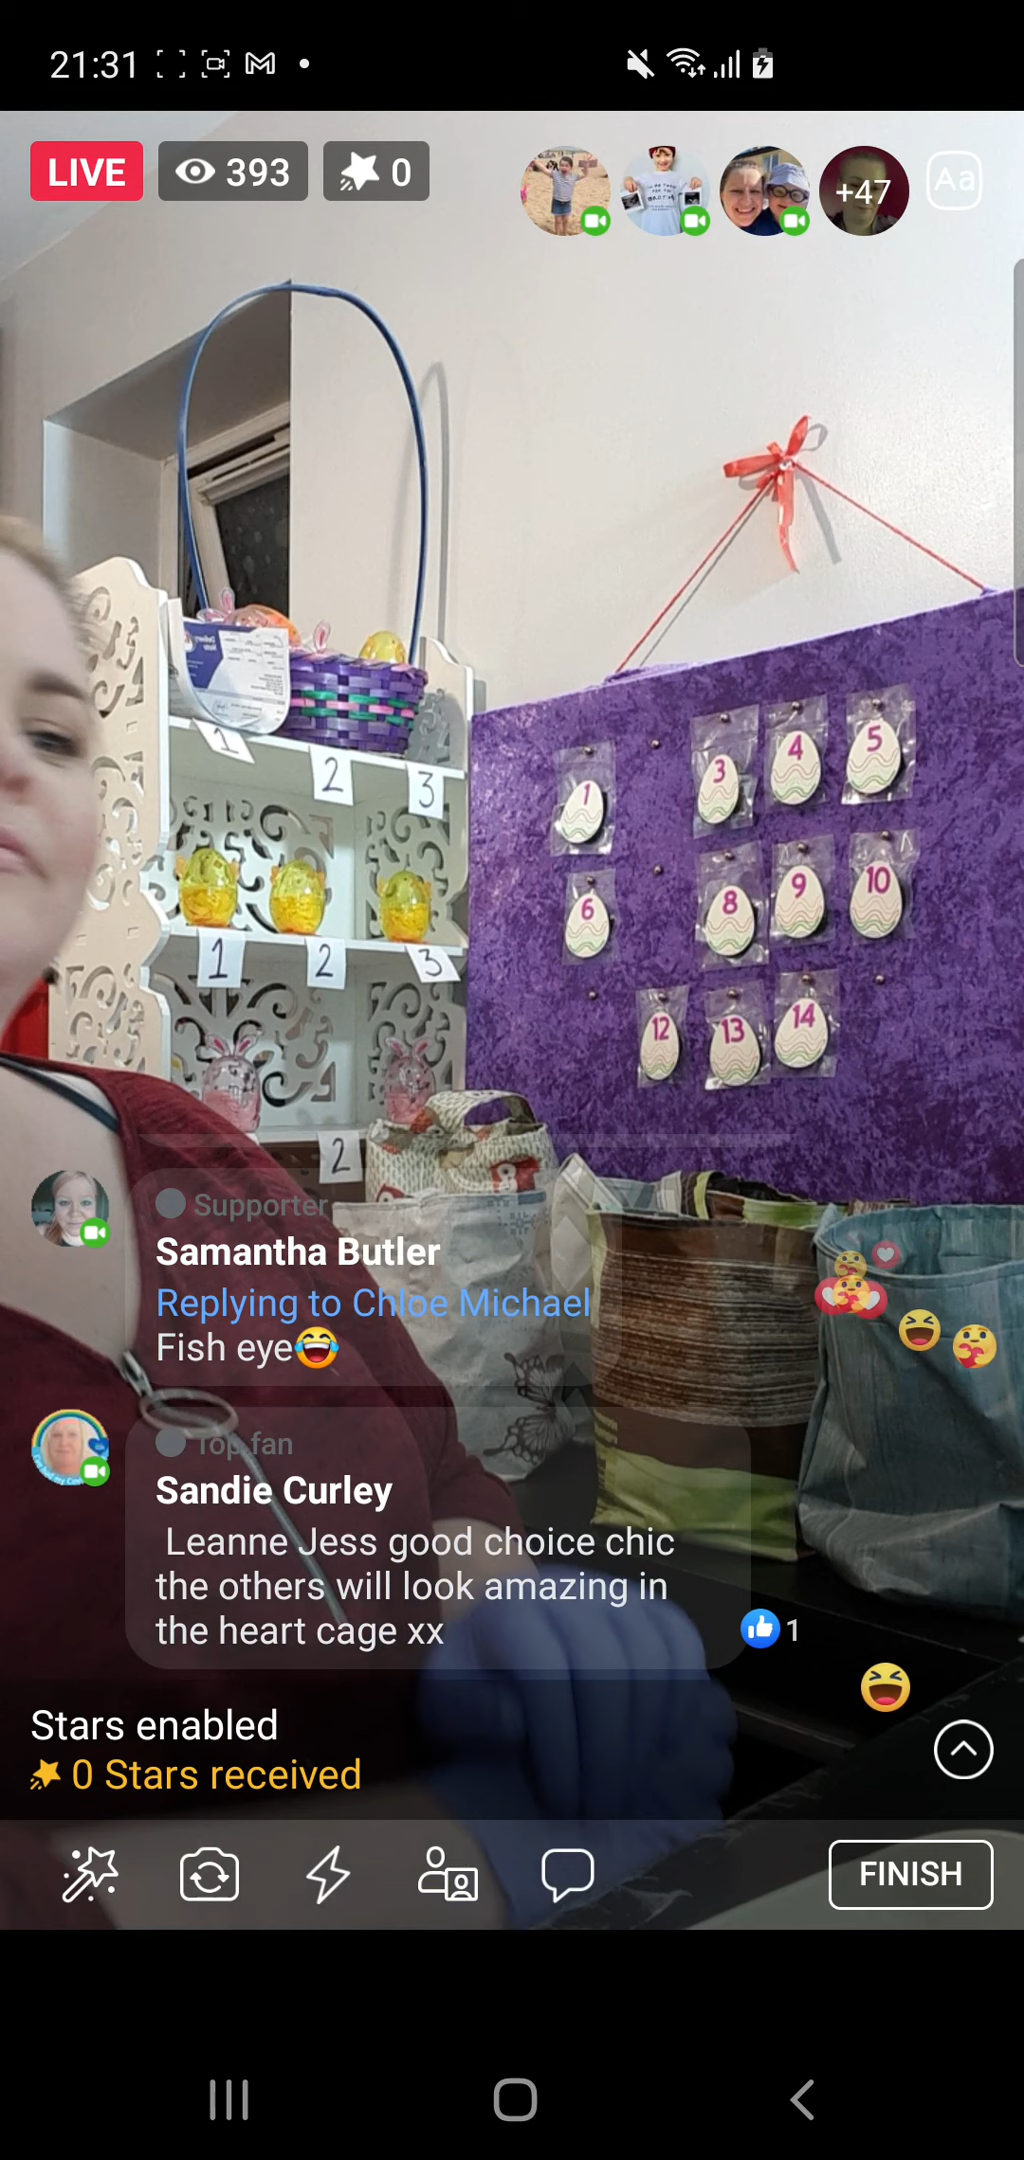 21:31
LIVE
393
0
+47
Aa
1
2
3
1
2
3
2
1
3
4
5
6
8
9
10
12
13
14
Supporter
Samantha Butler
Replying to Chloe Michael
Fish eye😂
Top fan
Sandie Curley
Leanne Jess good choice chic
the others will look amazing in
the heart cage xx
1
Stars enabled
0 Stars received
FINISH